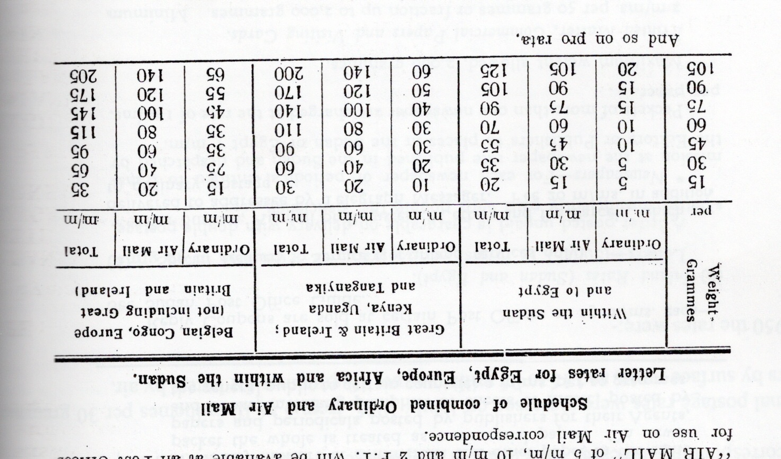 "AIR MAIL," of 5 m/m, 10 m/m and 2 P.T. will be available at all Post Offices
for use on Air Mail correspondence.
Schedule of combined Ordinary and Air Mail
Letter rates for Egypt, Europe, Africa and within the Sudan.
Weight-
Grammes
Within the Sudan
and to Egypt
Great Britain & Ireland;
Kenya, Uganda
and Tanganyika
Belgian Congo, Europe
(not including Great
Britain and Ireland)
Ordinary Air Mail Total Ordinary Air Mail Total Ordinary Air Mail Total
per m/m m/m m/m m/m m/m m/m m/m m/m m/m
15 5 15 20 10 20 30 15 20 35
30 5 30 35 20 40 60 25 40 65
45 10 45 55 30 60 90 35 60 95
60 10 60 70 30 80 110 35 80 115
75 15 75 90 40 100 140 45 100 145
90 15 90 105 50 120 170 55 120 175
105 20 105 125 60 140 200 65 140 205
And so on pro rata.